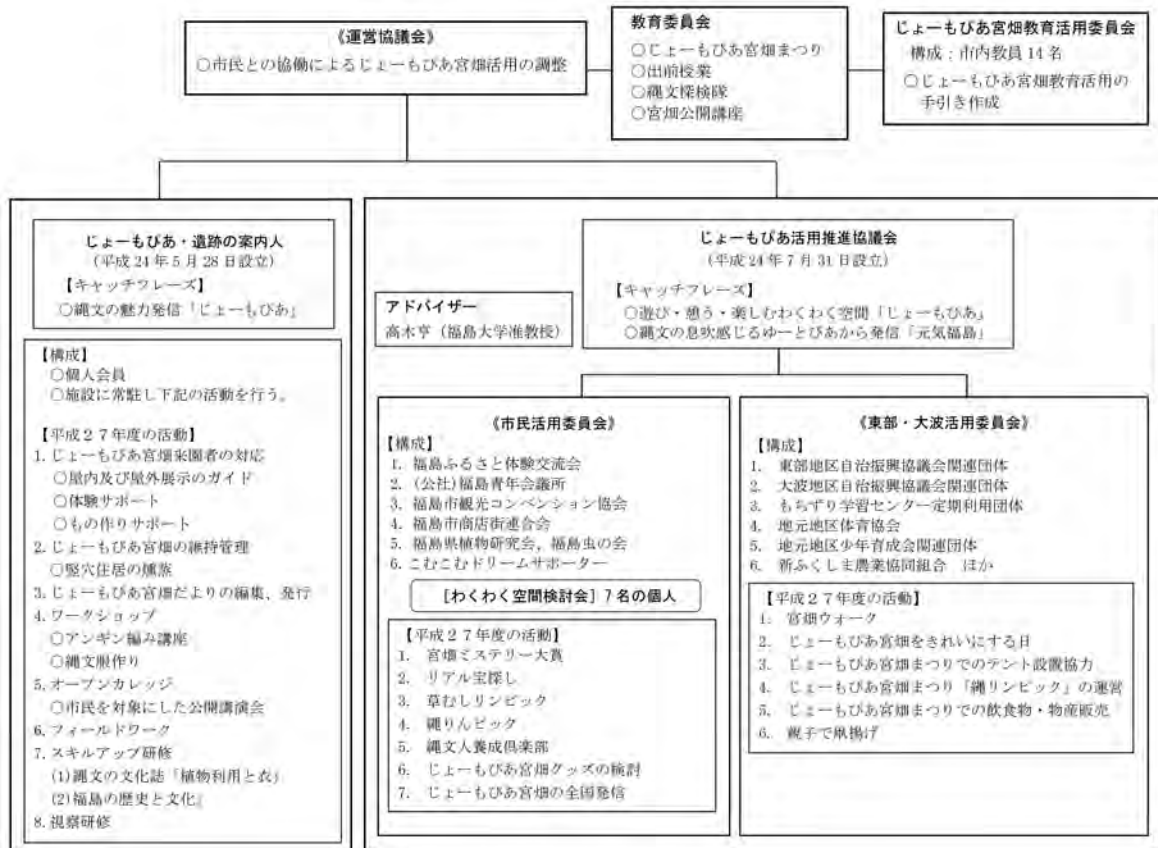 《運営協議会》
○市民との協働によるじょーもぴあ宮畑活用の調整
教育委員会
○じょーもぴあ宮畑まつり
○出前授業
○縄文探検隊
○宮畑公開講座
じょーもぴあ宮畑教育活用委員会
構成：市内教員14名
○じょーもぴあ宮畑教育活用の
手引き作成
じょーもぴあ・遺跡の案内人
（平成24年5月28日設立）
【キャッチフレーズ】
○縄文の魅力発信「じょーもぴあ」
【構成】
○個人会員
○施設に常駐し下記の活動を行う。
【平成27年度の活動】
1. じょーもぴあ宮畑来園者の対応
○屋内及び屋外展示のガイド
○体験サポート
○もの作りサポート
2. じょーもぴあ宮畑の維持管理
○竪穴住居の燻蒸
3. じょーもぴあ宮畑だよりの編集、発行
4. ワークショップ
○アンギン編み講座
○縄文服作り
5. オープンカレッジ
○市民を対象にした公開講演会
6. フィールドワーク
7. スキルアップ研修
(1)縄文の文化誌「植物利用と衣」
(2)福島の歴史と文化』
8. 視察研修
じょーもぴあ活用推進協議会
（平成24年7月31日設立）
【キャッチフレーズ】
○遊び・憩う・楽しむわくわく空間「じょーもぴあ」
○縄文の息吹感じるゆーとぴあから発信「元気福島」
アドバイザー
高木亨（福島大学准教授）
《市民活用委員会》
【構成】
1. 福島ふるさと体験交流会
2. (公社)福島青年会議所
3. 福島市観光コンベンション協会
4. 福島市商店街連合会
5. 福島県植物研究会、福島虫の会
6. こむこむドリームサポーター
［わくわく空間検討会］7名の個人
【平成27年度の活動】
1. 宮畑ミステリー大賞
2. リアル宝探し
3. 草むしリンピック
4. 縄りんピック
5. 縄文人養成倶楽部
6. じょーもぴあ宮畑グッズの検討
7. じょーもぴあ宮畑の全国発信
《東部・大波活用委員会》
【構成】
1. 東部地区自治振興協議会関連団体
2. 大波地区自治振興協議会関連団体
3. もちずり学習センター定期利用団体
4. 地元地区体育協会
5. 地元地区少年育成会関連団体
6. 新ふくしま農業協同組合 ほか
【平成27年度の活動】
1. 宮畑ウォーク
2. じょーもぴあ宮畑をきれいにする日
3. じょーもぴあ宮畑まつりでのテント設置協力
4. じょーもぴあ宮畑まつり「縄リンピック」の運営
5. じょーもぴあ宮畑まつりでの飲食物・物産販売
6. 親子で凧揚げ